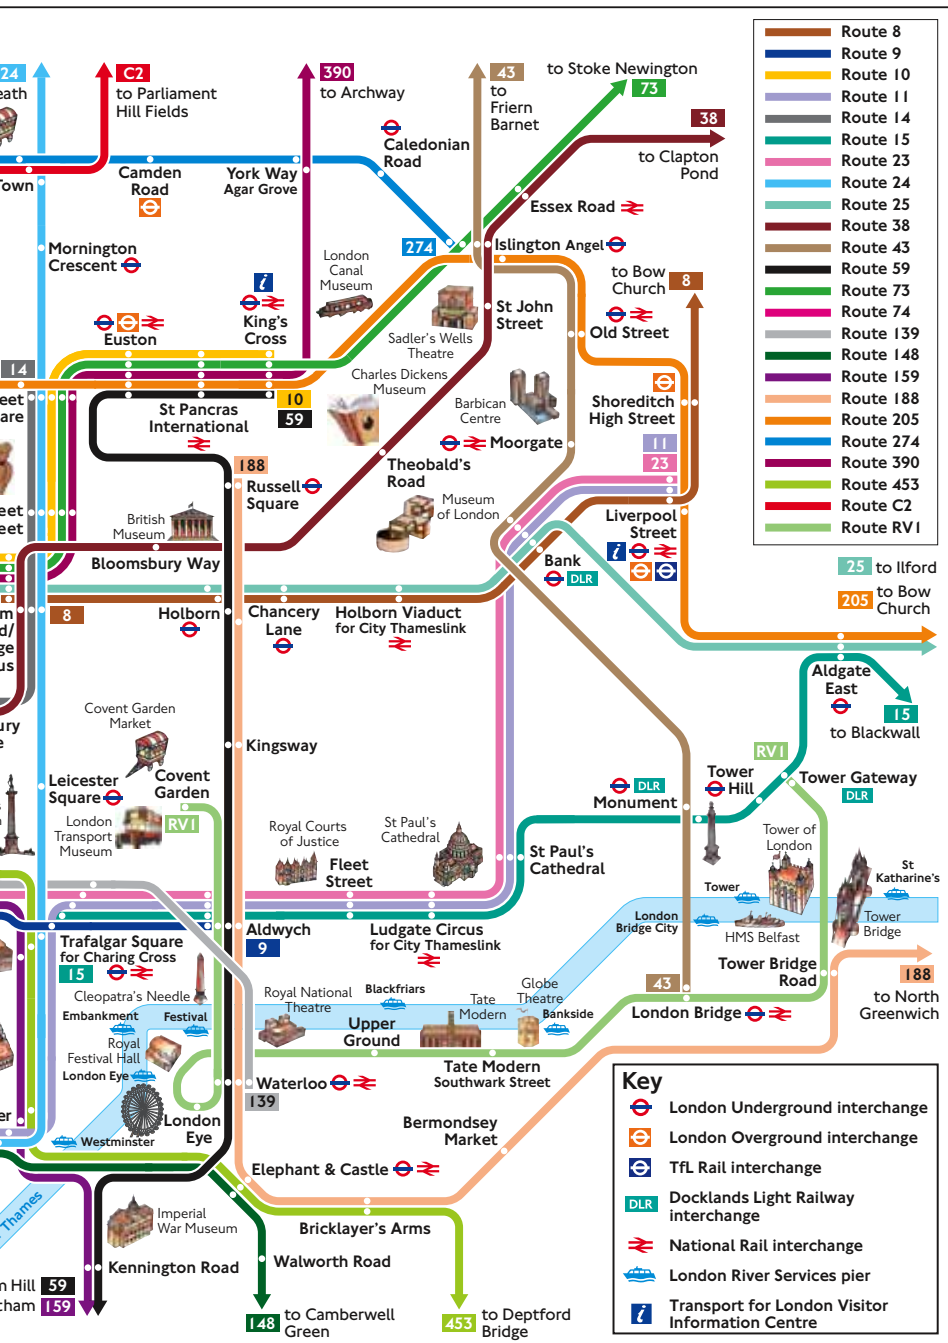 24
eath
C2
to Parliament
Hill Fields
390
to Archway
43
to
Friern
Barnet
to Stoke Newington
73
38
to Clapton
Pond
Caledonian
Road
Town
Camden
Road
York Way
Agar Grove
Essex Road
Mornington
Crescent
274
Islington Angel
London
Canal
Museum
to Bow
Church
8
i
King's
Cross
Euston
St John
Street
Old Street
Sadler's Wells
Theatre
14
Charles Dickens
Museum
eet
are
St Pancras
International
10
59
Barbican
Centre
Shoreditch
High Street
Moorgate
11
23
188
Theobald's
Road
Russell
Square
Museum
of London
eet
eet
British
Museum
Liverpool
Street
i
Bloomsbury Way
Bank
DLR
m
d/
ge
us
8
Holborn
Chancery
Lane
Holborn Viaduct
for City Thameslink
Route 8
Route 9
Route 10
Route 11
Route 14
Route 15
Route 23
Route 24
Route 25
Route 38
Route 43
Route 59
Route 73
Route 74
Route 139
Route 148
Route 159
Route 188
Route 205
Route 274
Route 390
Route 453
Route C2
Route RV1
25 to Ilford
205 to Bow
Church
Aldgate
East
15
to Blackwall
ury
e
Covent Garden
Market
Kingsway
RV1
Leicester
Square
Covent
Garden
DLR
Monument
Tower
Hill
Tower Gateway
DLR
London
Transport
Museum
RV1
Royal Courts
of Justice
St Paul's
Cathedral
Tower of
London
Fleet
Street
St Paul's
Cathedral
St
Katharine's
Tower
London
Bridge City
HMS Belfast
Tower
Bridge
Trafalgar Square
for Charing Cross
15
Aldwych
9
Ludgate Circus
for City Thameslink
Tower Bridge
Road
188
to North
Greenwich
Cleopatra's Needle
Embankment
Festival
Royal National
Theatre
Blackfriars
Tate
Modern
Globe
Theatre
Bankside
43
London Bridge
Royal
Festival Hall
Upper
Ground
London Eye
Tate Modern
Southwark Street
Waterloo
139
er
London
Eye
Westminster
Bermondsey
Market
Elephant & Castle
Thames
Imperial
War Museum
Bricklayer's Arms
Kennington Road
Walworth Road
m Hill 59
cham 159
148
to Camberwell
Green
453
to Deptford
Bridge
Key
London Underground interchange
London Overground interchange
TfL Rail interchange
DLR
Docklands Light Railway
interchange
National Rail interchange
London River Services pier
i
Transport for London Visitor
Information Centre